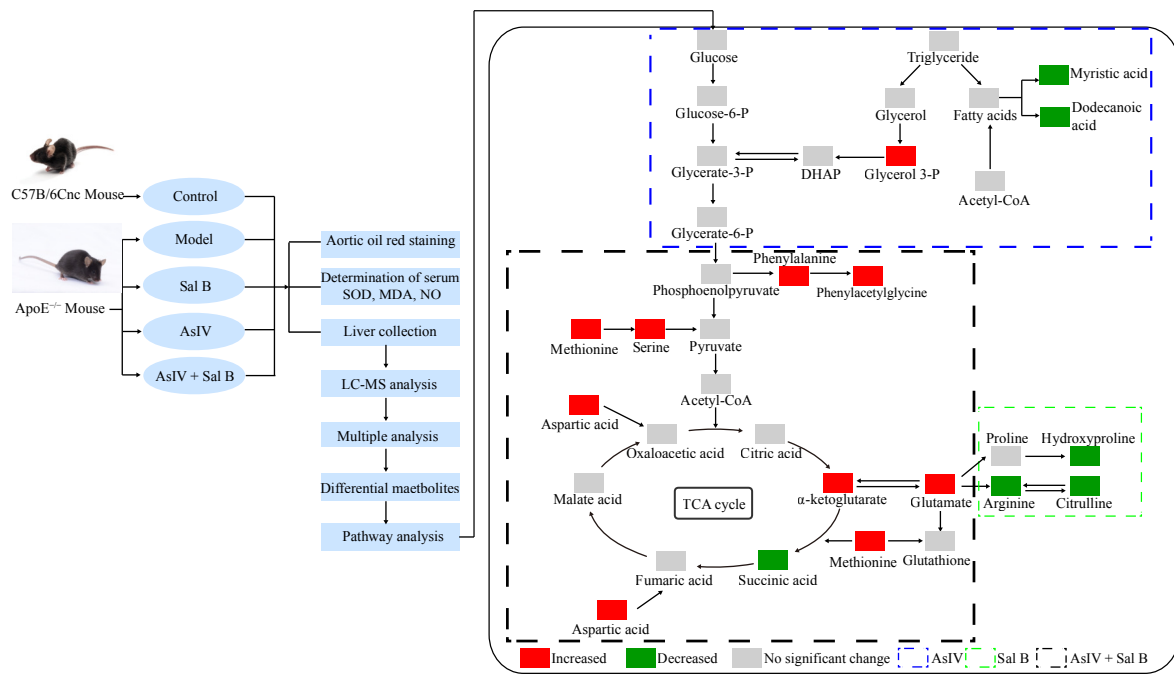 C57B/6Cnc Mouse
ApoE⁻/⁻ Mouse
Control
Model
Sal B
AsIV
AsIV + Sal B
Aortic oil red staining
Determination of serum
SOD, MDA, NO
Liver collection
LC-MS analysis
Multiple analysis
Differential maetbolites
Pathway analysis
Glucose
Triglyceride
Myristic acid
Glucose-6-P
Glycerol
Fatty acids
Dodecanoic
acid
Glycerate-3-P
DHAP
Glycerol 3-P
Acetyl-CoA
Glycerate-6-P
Phenylalanine
Phosphoenolpyruvate
Phenylacetylglycine
Methionine
Serine
Pyruvate
Acetyl-CoA
Aspartic acid
Oxaloacetic acid
Citric acid
Proline
Hydroxyproline
Malate acid
TCA cycle
α-ketoglutarate
Glutamate
Arginine
Citrulline
Fumaric acid
Succinic acid
Methionine
Glutathione
Aspartic acid
Increased
Decreased
No significant change
AsIV
Sal B
AsIV + Sal B